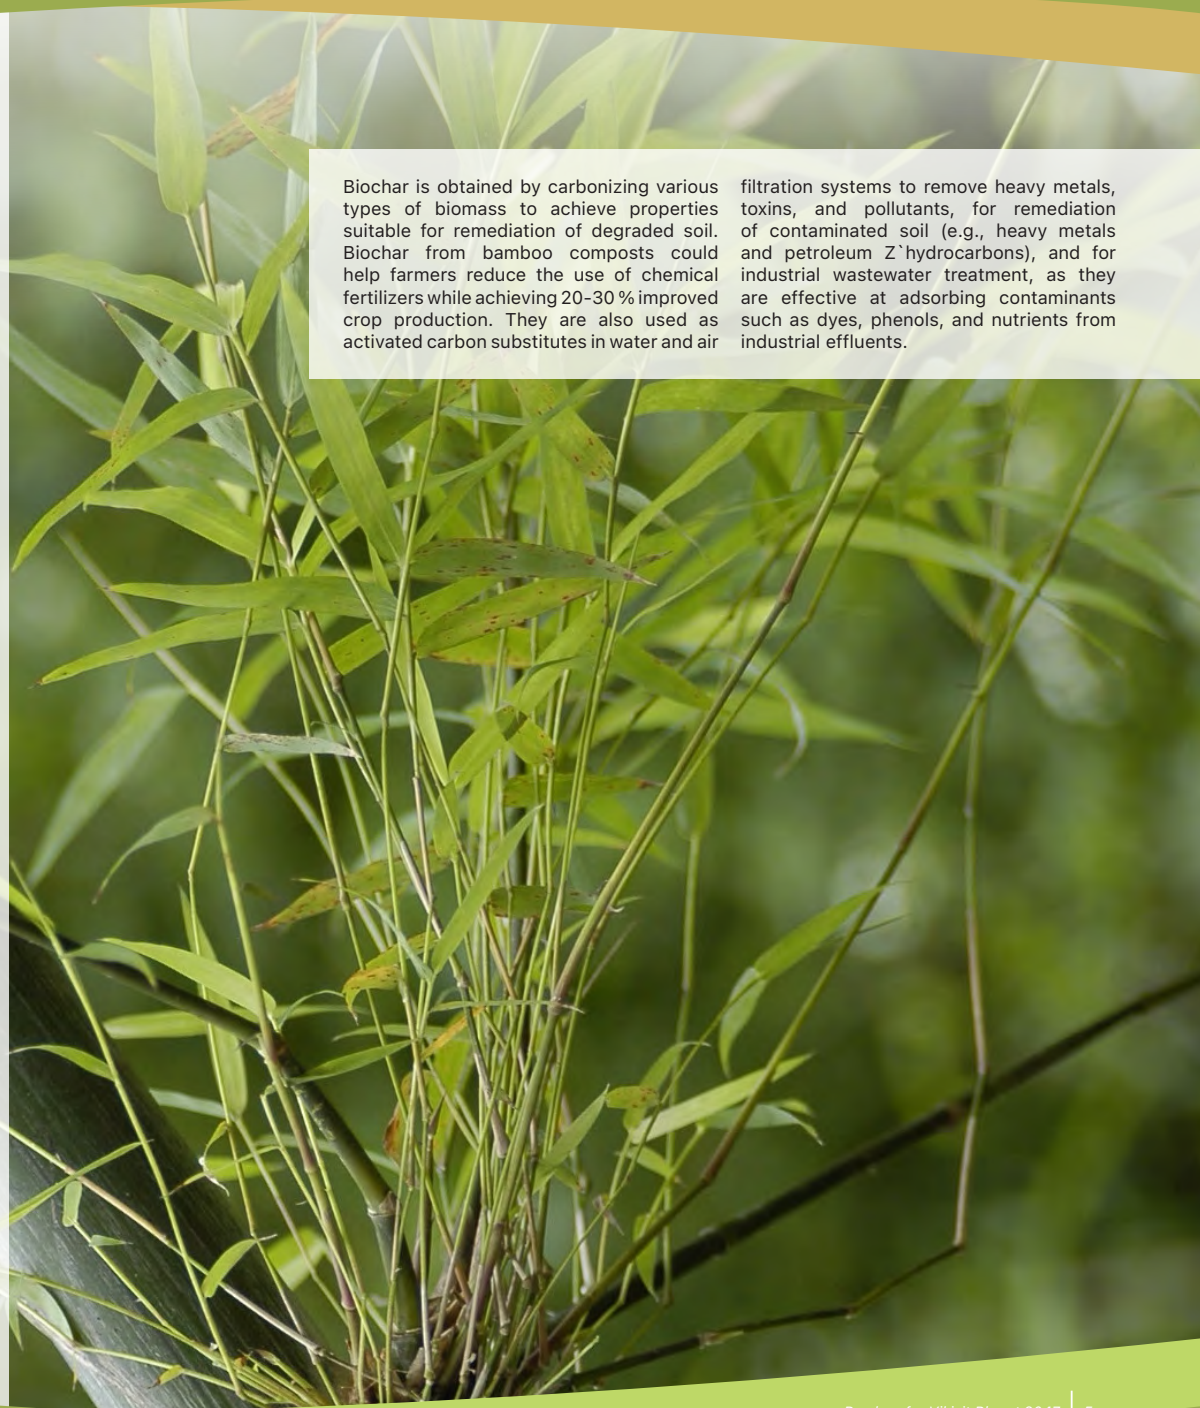 Biochar is obtained by carbonizing various
types of biomass to achieve properties
suitable for remediation of degraded soil.
Biochar from bamboo composts could
help farmers reduce the use of chemical
fertilizers while achieving 20-30 % improved
crop production. They are also used as
activated carbon substitutes in water and air
filtration systems to remove heavy metals,
toxins, and pollutants, for remediation
of contaminated soil (e.g., heavy metals
and petroleum Z`hydrocarbons), and for
industrial wastewater treatment, as they
are effective at adsorbing contaminants
such as dyes, phenols, and nutrients from
industrial effluents.